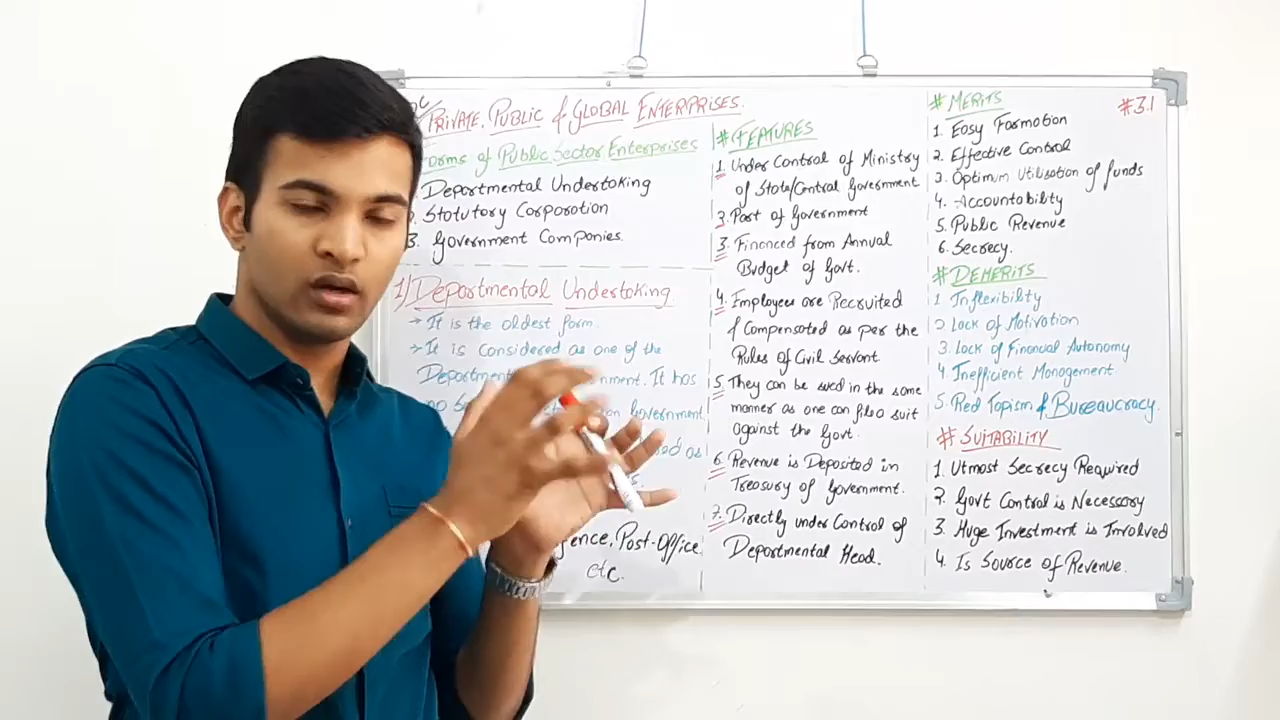 PRIVATE, PUBLIC & GLOBAL ENTERPRISES.
Forms of Public Sector Enterprises
Departmental Undertaking
Statutory Corporation
3. Government Companies.
1) Departmental Undertaking
→ It is the oldest form.
→ It is considered as one of the
Department . It has
no Government
as
Post-Office
etc.
# FEATURES
1. Under Control of Ministry
of State/Central Government
2. Part of Government
3. Financed from Annual
Budget of Govt.
4. Employees are Recruited
& Compensated as per the
Rules of Civil Servant
5. They can be sued in the same
manner as one can file a suit
against the Govt.
6. Revenue is Deposited in
Treasury of Government.
7. Directly under Control of
Departmental Head.
# MERITS
#3.1
1. Easy Formation
2. Effective Control
3. Optimum Utilisation of funds
4. Accountability
5. Public Revenue
6. Secrecy.
# DEMERITS
1 Inflexibility
2 Lack of Motivation
3. Lack of Financial Autonomy
4 Inefficient Management
5. Red Tapism & Bureaucracy.
# SUITABILITY
1. Utmost Secrecy Required
2. Govt Control is Necessary
3. Huge Investment is Involved
4. Is Source of Revenue.